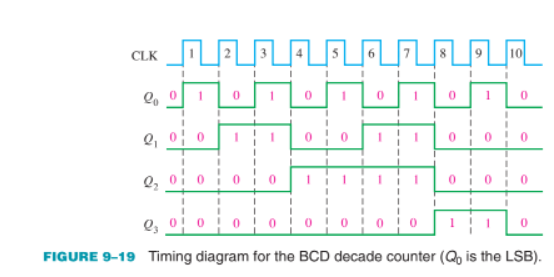 CLK 1 2 3 4 5 6 7 8 9 10
Q0 0 1 0 1 0 1 0 1 0 1 0
Q1 0 0 1 1 0 0 1 1 0 0 0
Q2 0 0 0 0 1 1 1 1 0 0 0
Q3 0 0 0 0 0 0 0 0 1 1 0
FIGURE 9–19 Timing diagram for the BCD decade counter (Q0 is the LSB).